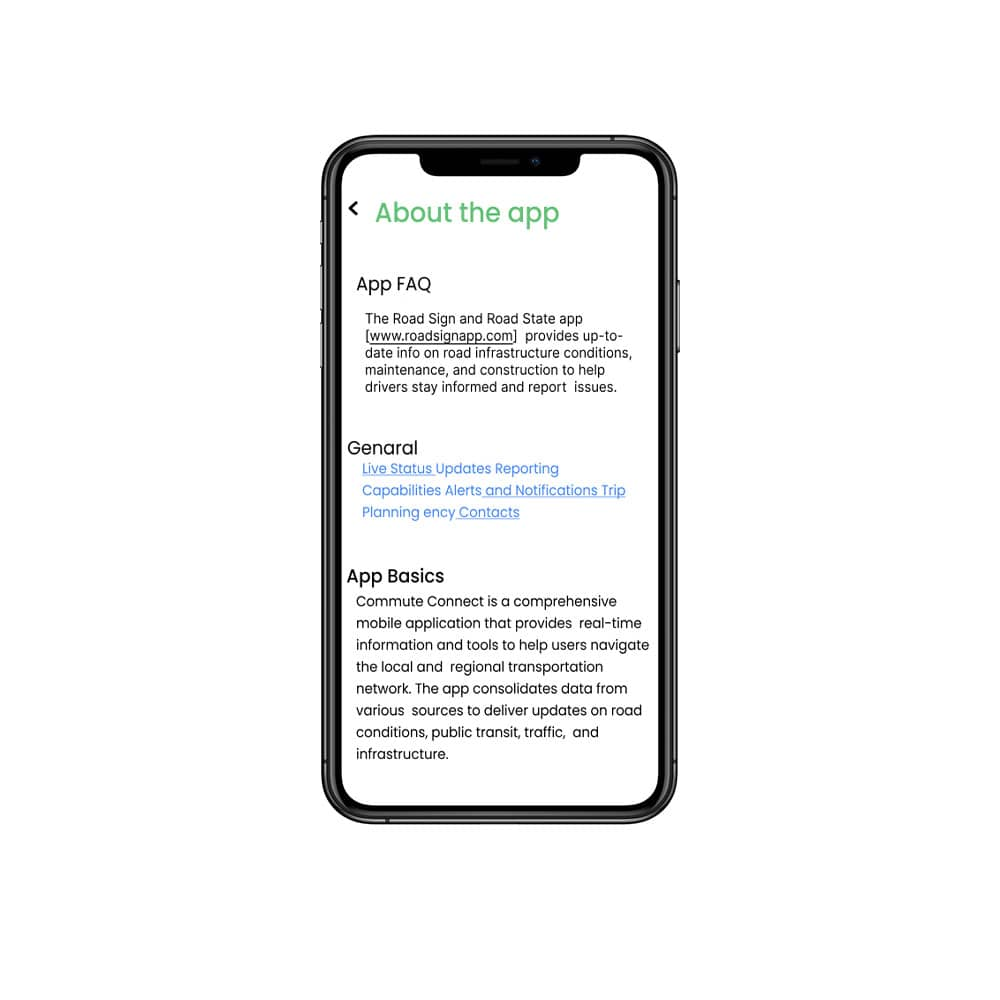 About the app
App FAQ
The Road Sign and Road State app
[www.roadsignapp.com]  provides up-to-
date info on road infrastructure conditions,
maintenance, and construction to help
drivers stay informed and report  issues.
Genaral
Live Status Updates Reporting
Capabilities Alerts and Notifications Trip
Planning ency Contacts
App Basics
Commute Connect is a comprehensive
mobile application that provides  real-time
information and tools to help users navigate
the local and  regional transportation
network. The app consolidates data from
various  sources to deliver updates on road
conditions, public transit, traffic,  and
infrastructure.